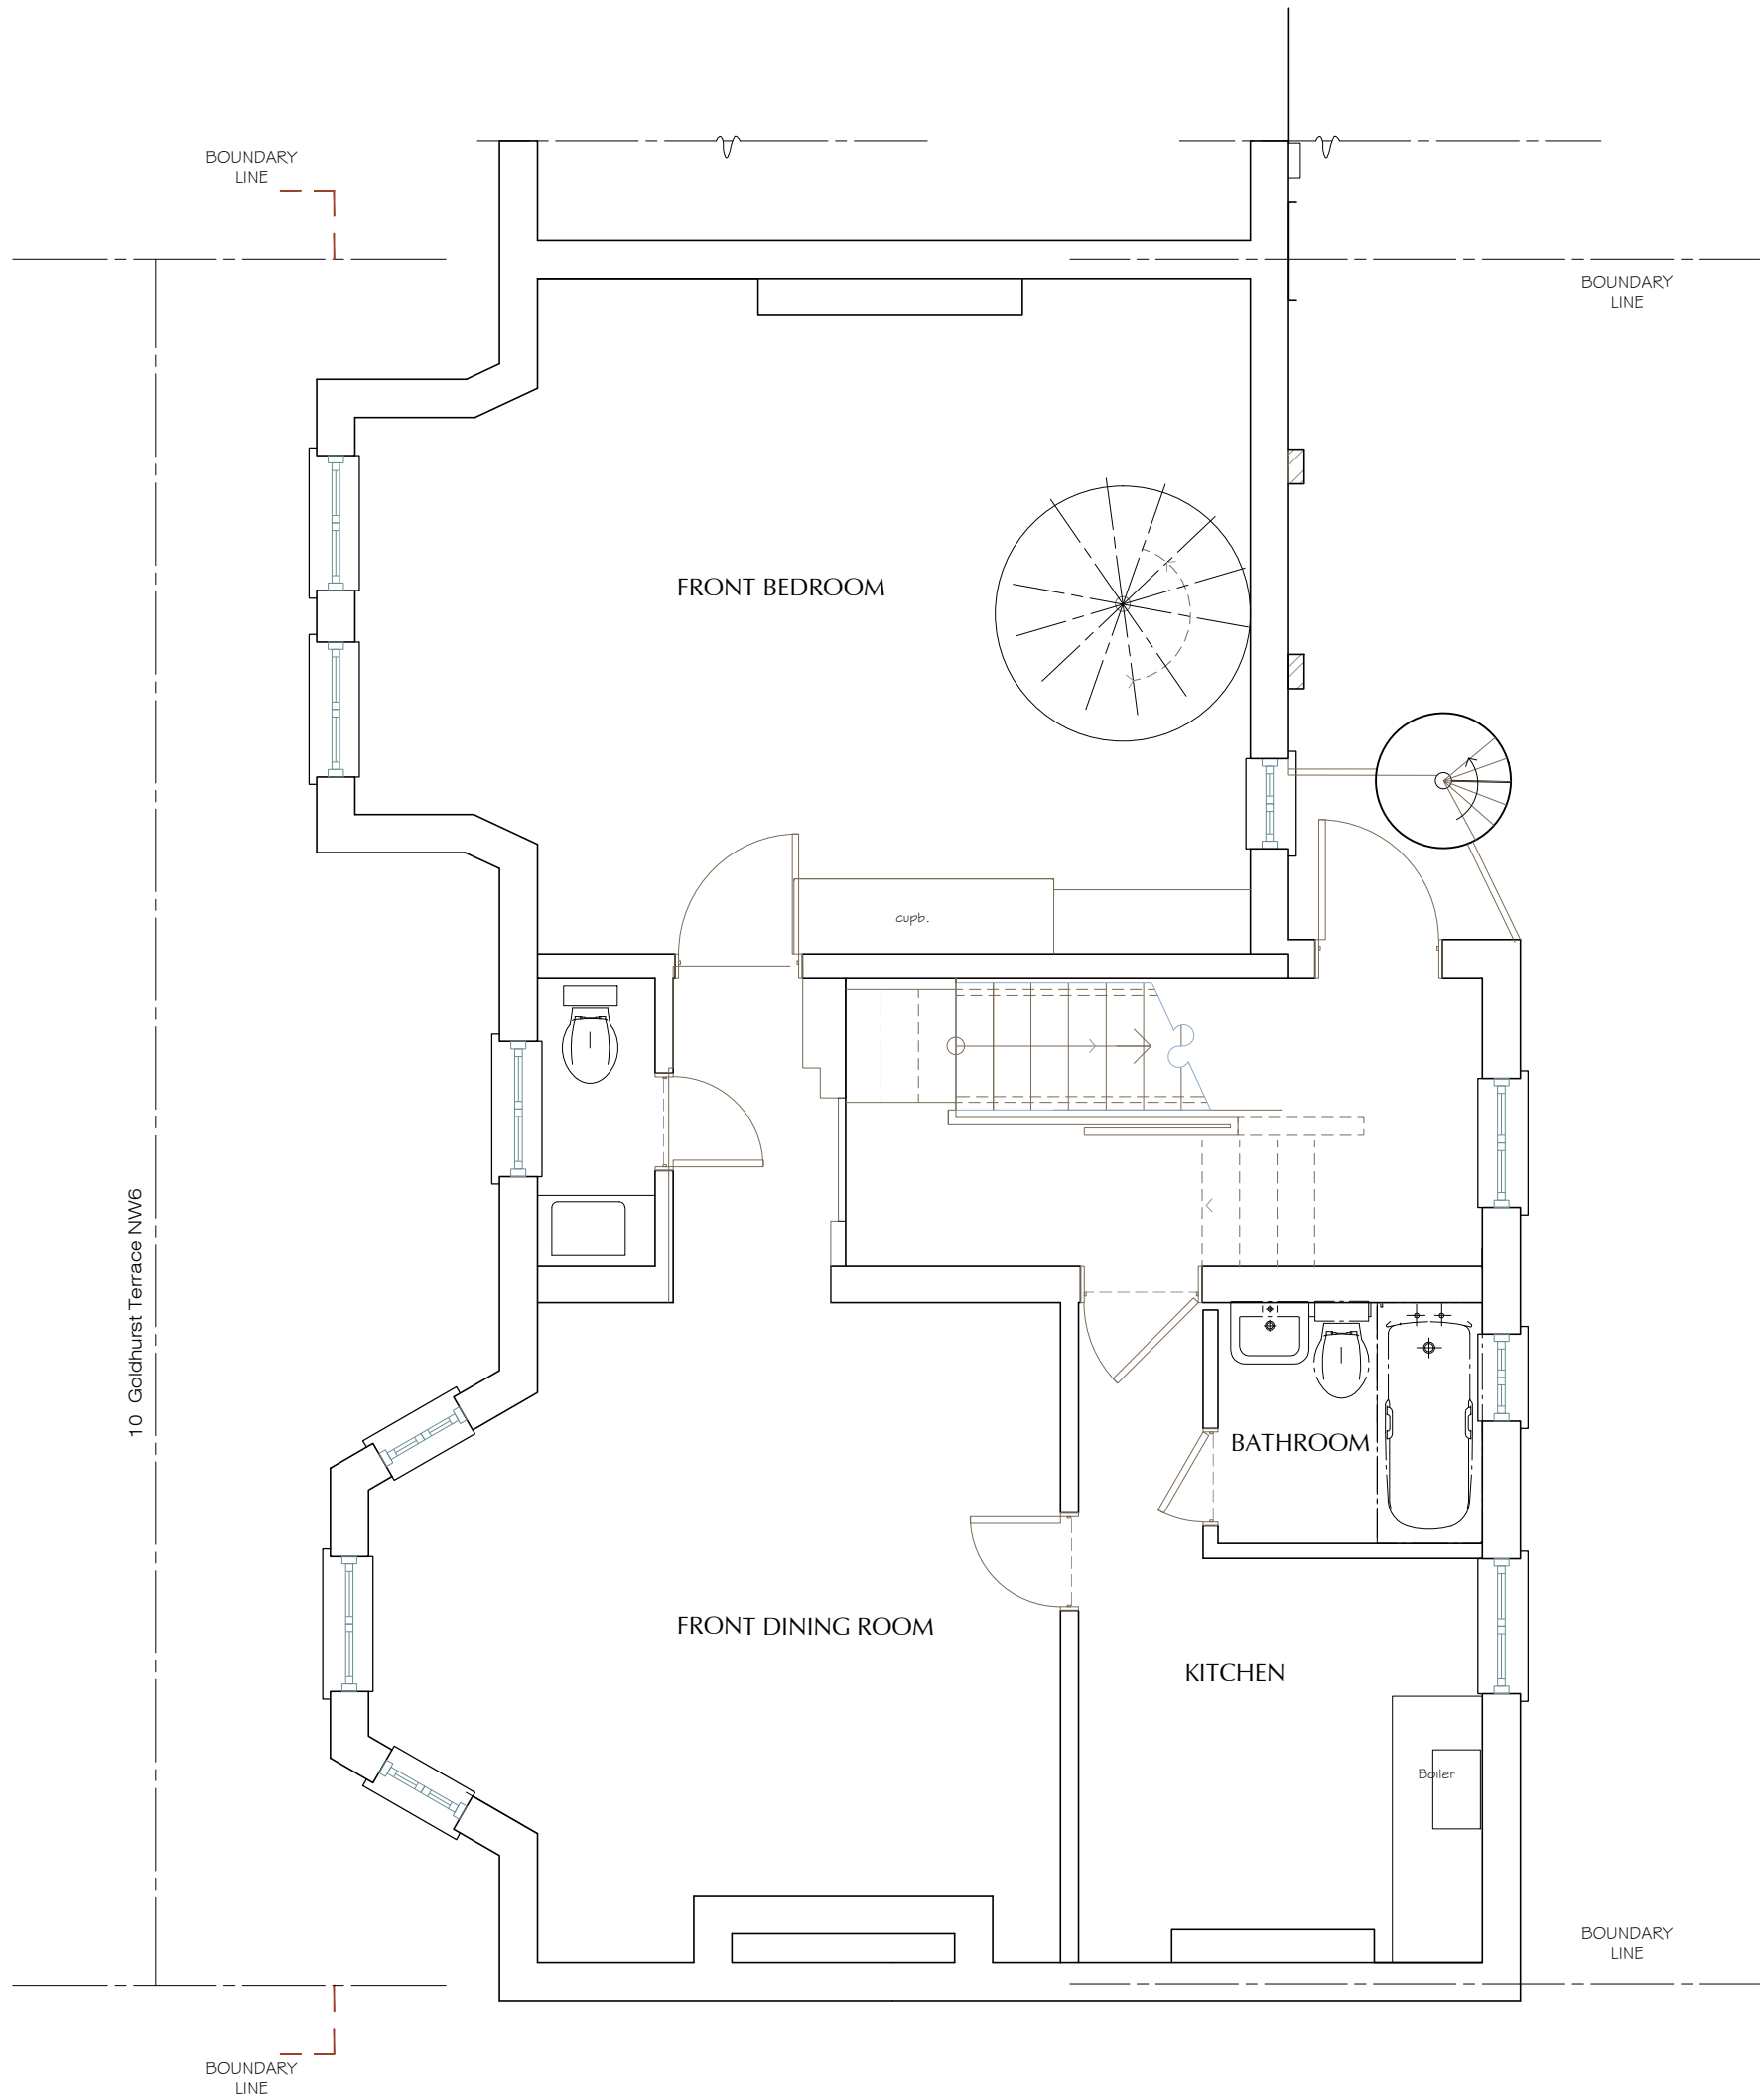 BOUNDARY
LINE
BOUNDARY
LINE
FRONT BEDROOM
cupb.
10 Goldhurst Terrace NW6
BATHROOM
FRONT DINING ROOM
KITCHEN
Boiler
BOUNDARY
LINE
BOUNDARY
LINE